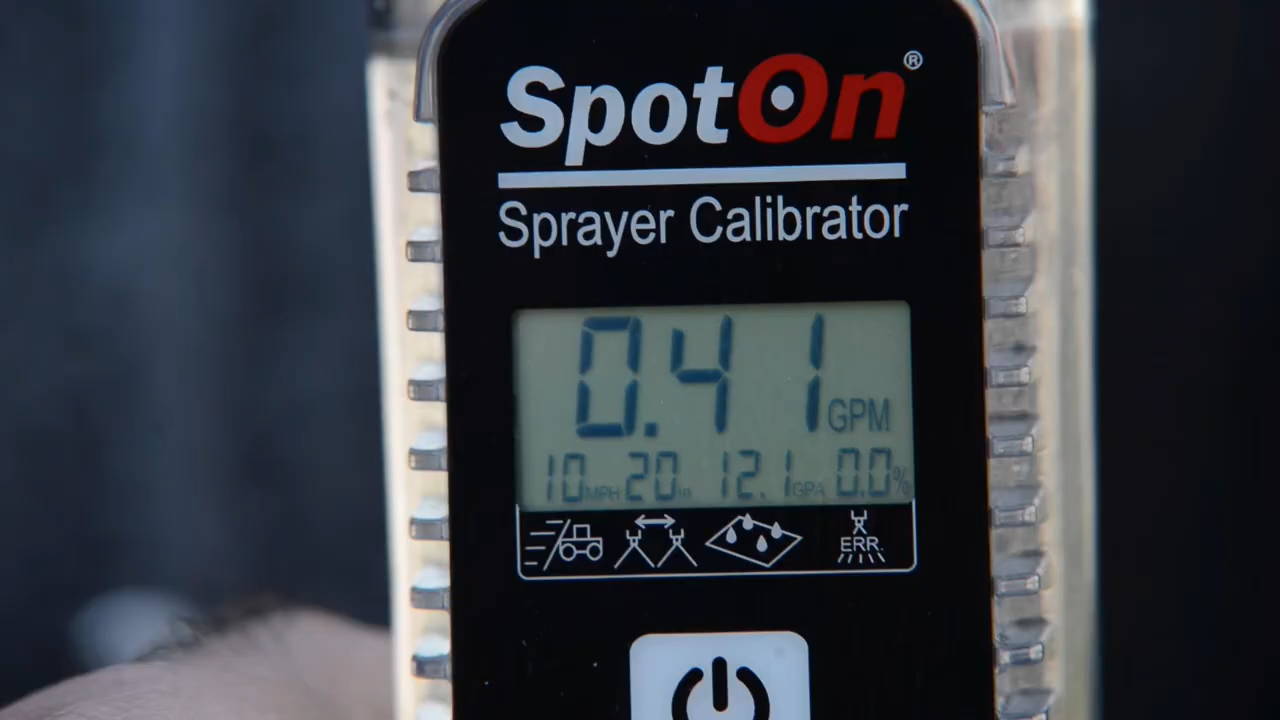 SpotOn®
Sprayer Calibrator
0.41 GPM
10 MPH 20 IN 12.1 GPA 0.0%
ERR.